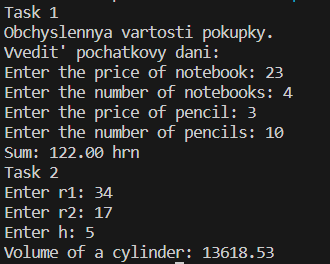 Task 1
Obchyslennya vartosti pokupky.
Vvedit' pochatkovy dani:
Enter the price of notebook: 23
Enter the number of notebooks: 4
Enter the price of pencil: 3
Enter the number of pencils: 10
Sum: 122.00 hrn
Task 2
Enter r1: 34
Enter r2: 17
Enter h: 5
Volume of a cylinder: 13618.53